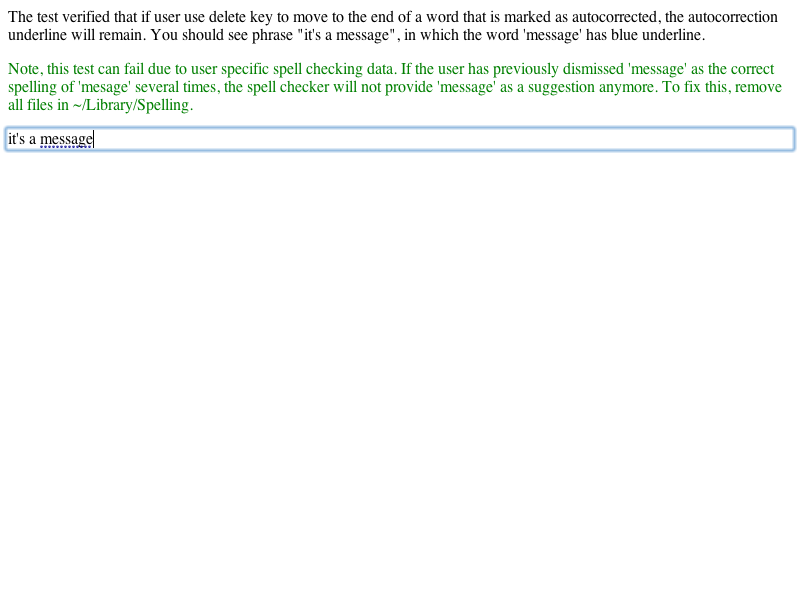 The test verified that if user use delete key to move to the end of a word that is marked as autocorrected, the autocorrection
underline will remain. You should see phrase "it's a message", in which the word 'message' has blue underline.
Note, this test can fail due to user specific spell checking data. If the user has previously dismissed 'message' as the correct
spelling of 'mesage' several times, the spell checker will not provide 'message' as a suggestion anymore. To fix this, remove
all files in ~/Library/Spelling.
it's a message